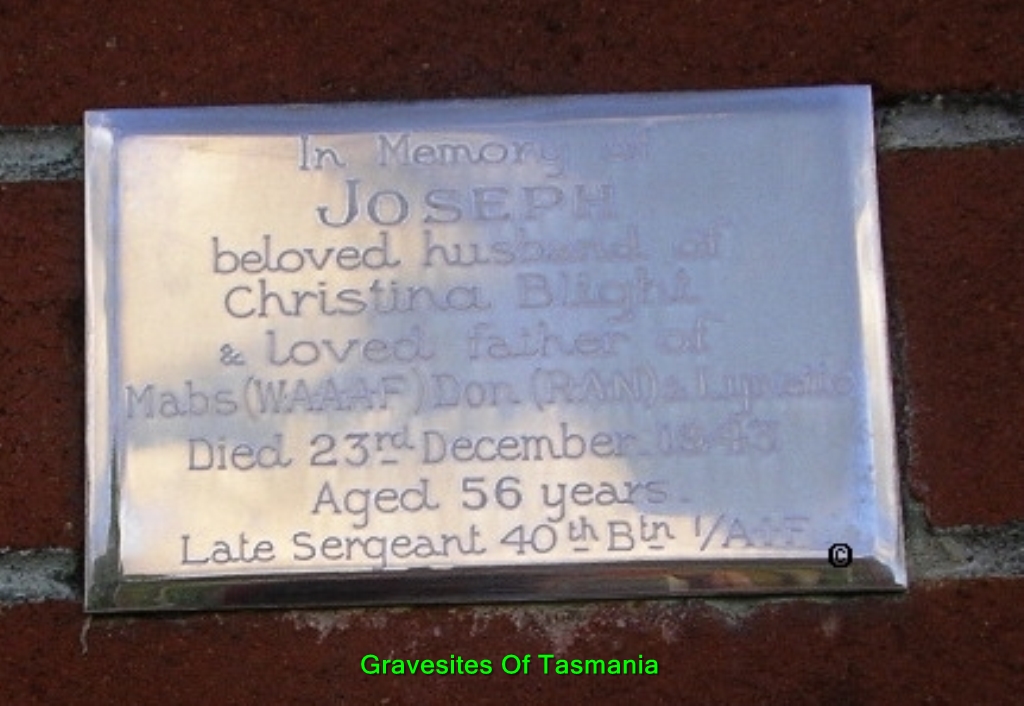 In Memory of
JOSEPH
beloved husband of
Christina Blight
& loved father of
Mabs (W.A.A.A.F.) Don. (R.A.N) & Lynette
Died 23rd December. 1943
Aged 56 years.
Late Sergeant 40th Btn 1/A.I.F.
©
Gravesites Of Tasmania